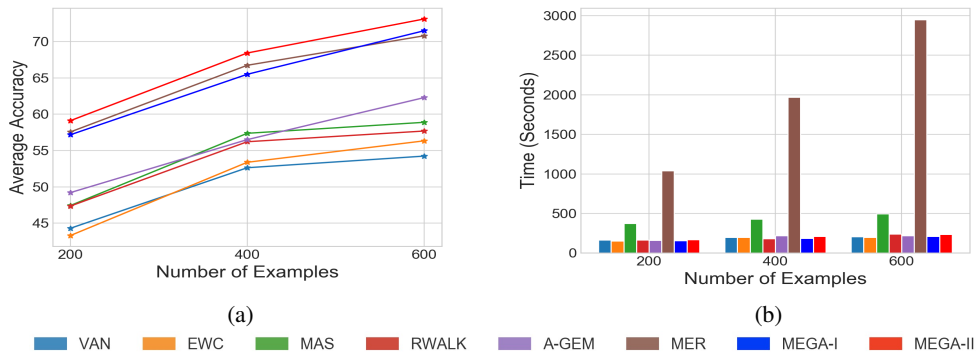 70
65
60
55
50
45
Average Accuracy
200 400 600
Number of Examples
(a)
3000
2500
2000
1500
1000
500
0
Time (Seconds)
200 400 600
Number of Examples
(b)
VAN EWC MAS RWALK A-GEM MER MEGA-I MEGA-II